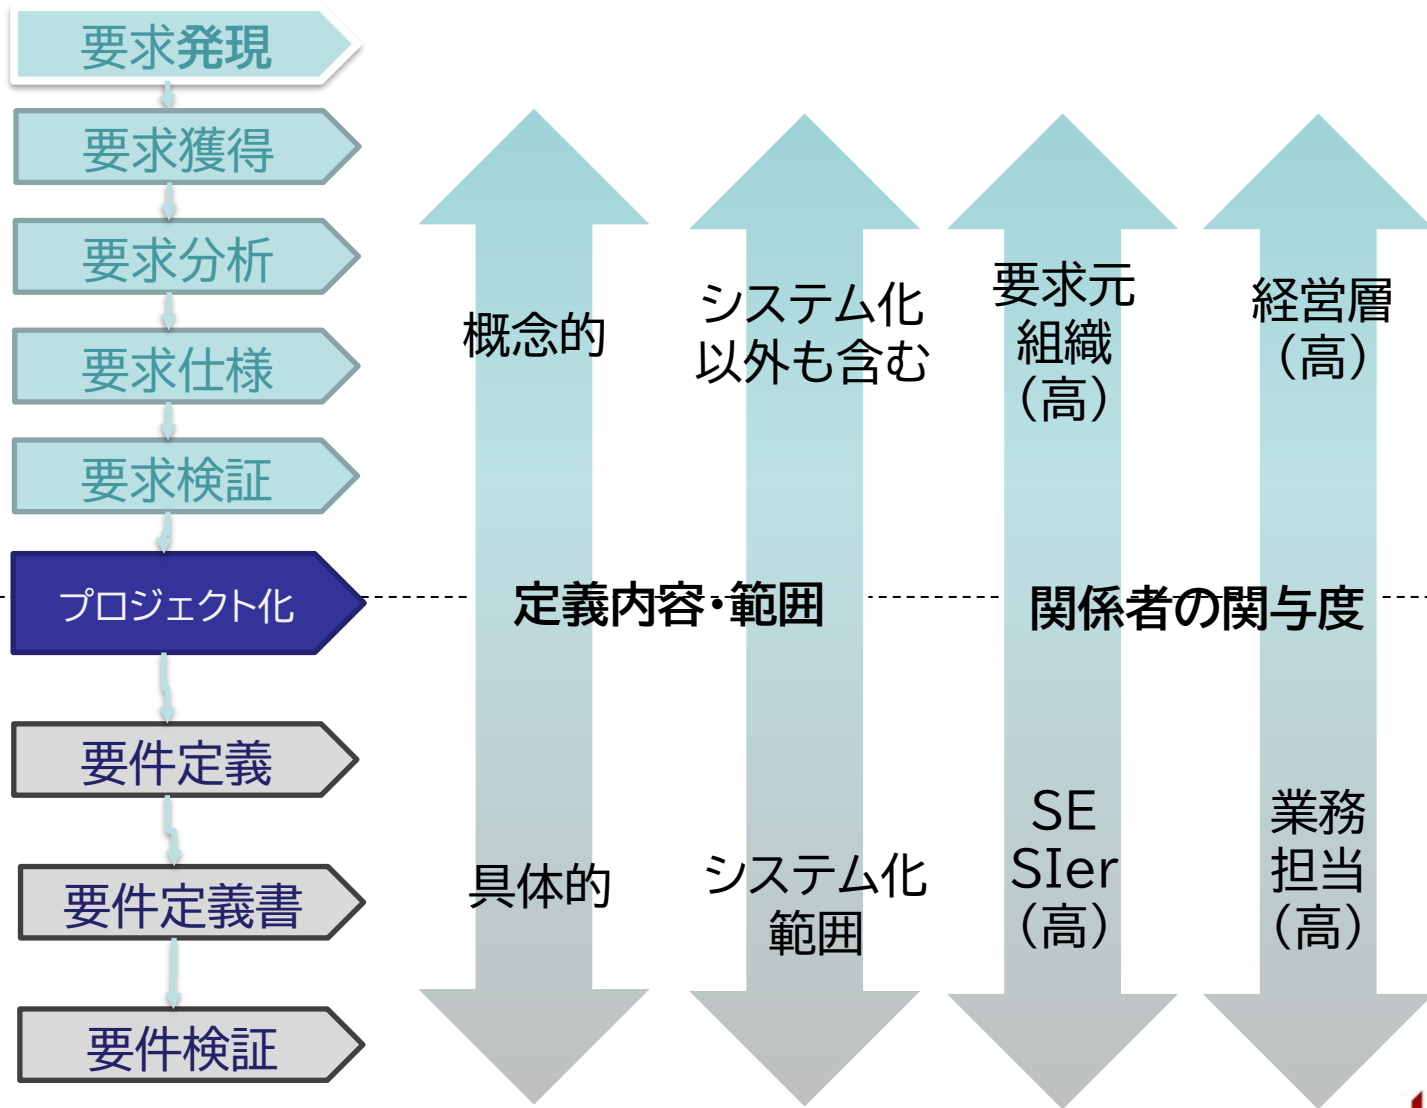 要求発現
要求獲得
要求分析
要求仕様
要求検証
プロジェクト化
要件定義
要件定義書
要件検証
概念的
具体的
システム化
以外も含む
システム化
範囲
定義内容・範囲
要求元
組織
（高）
SE
SIer
（高）
経営層
（高）
業務
担当
（高）
関係者の関与度